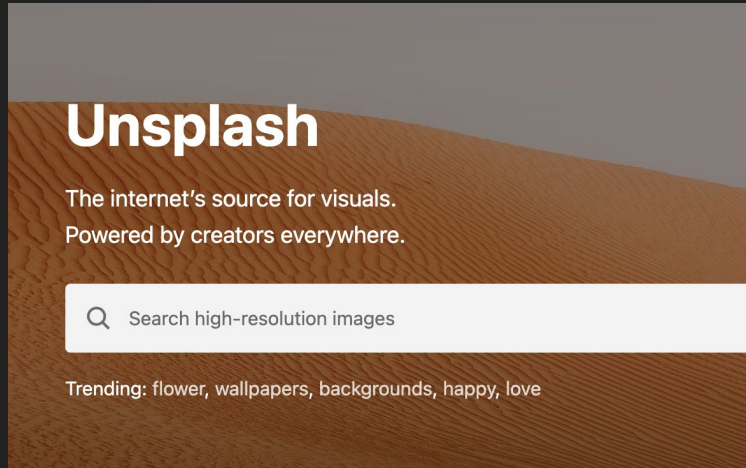 Unsplash
The internet’s source for visuals.
Powered by creators everywhere.
Search high-resolution images
Trending: flower, wallpapers, backgrounds, happy, love